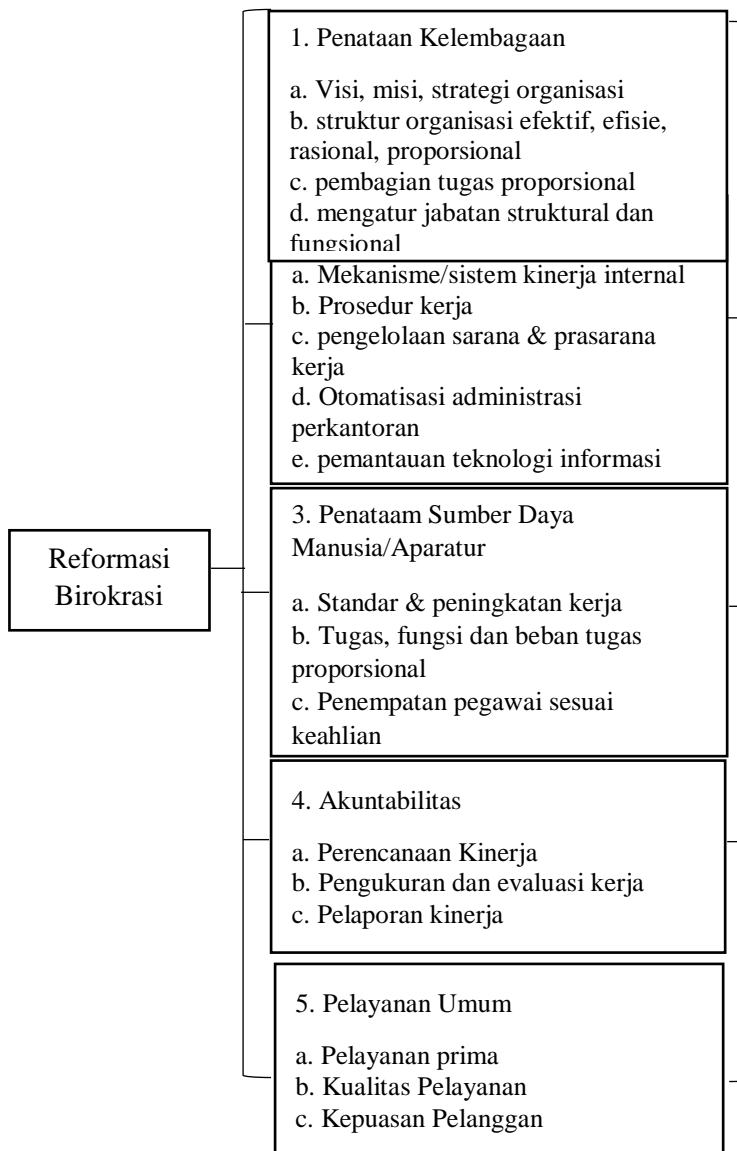 Reformasi
Birokrasi
1. Penataan Kelembagaan
a. Visi, misi, strategi organisasi
b. struktur organisasi efektif, efisie,
rasional, proporsional
c. pembagian tugas proporsional
d. mengatur jabatan struktural dan
fungsional
a. Mekanisme/sistem kinerja internal
b. Prosedur kerja
c. pengelolaan sarana & prasarana
kerja
d. Otomatisasi administrasi
perkantoran
e. pemantauan teknologi informasi
3. Penataam Sumber Daya
Manusia/Aparatur
a. Standar & peningkatan kerja
b. Tugas, fungsi dan beban tugas
proporsional
c. Penempatan pegawai sesuai
keahlian
4. Akuntabilitas
a. Perencanaan Kinerja
b. Pengukuran dan evaluasi kerja
c. Pelaporan kinerja
5. Pelayanan Umum
a. Pelayanan prima
b. Kualitas Pelayanan
c. Kepuasan Pelanggan